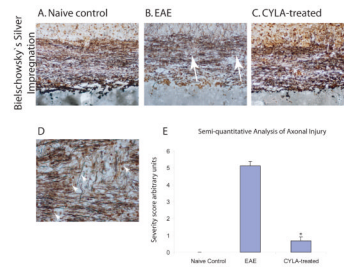 A. Naive control
B. EAE
C. CYLA-treated
Bielschowsky's Silver
Impregnation
D
E
Semi-quantitative Analysis of Axonal Injury
Severity score arbitrary units
6
5
4
3
2
1
0
*
Naive Control
EAE
CYLA-treated